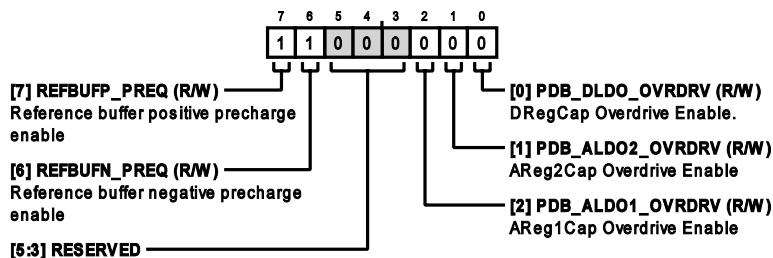 7 6 5 4 3 2 1 0
1 1 0 0 0 0 0 0
[7] REFBUFP_PREQ (R/W)
Reference buffer positive precharge
enable
[6] REFBUFN_PREQ (R/W)
Reference buffer negative precharge
enable
[5:3] RESERVED
[0] PDB_DLDO_OVRDRV (R/W)
DRegCap Overdrive Enable.
[1] PDB_ALDO2_OVRDRV (R/W)
AReg2Cap Overdrive Enable
[2] PDB_ALDO1_OVRDRV (R/W)
AReg1Cap Overdrive Enable